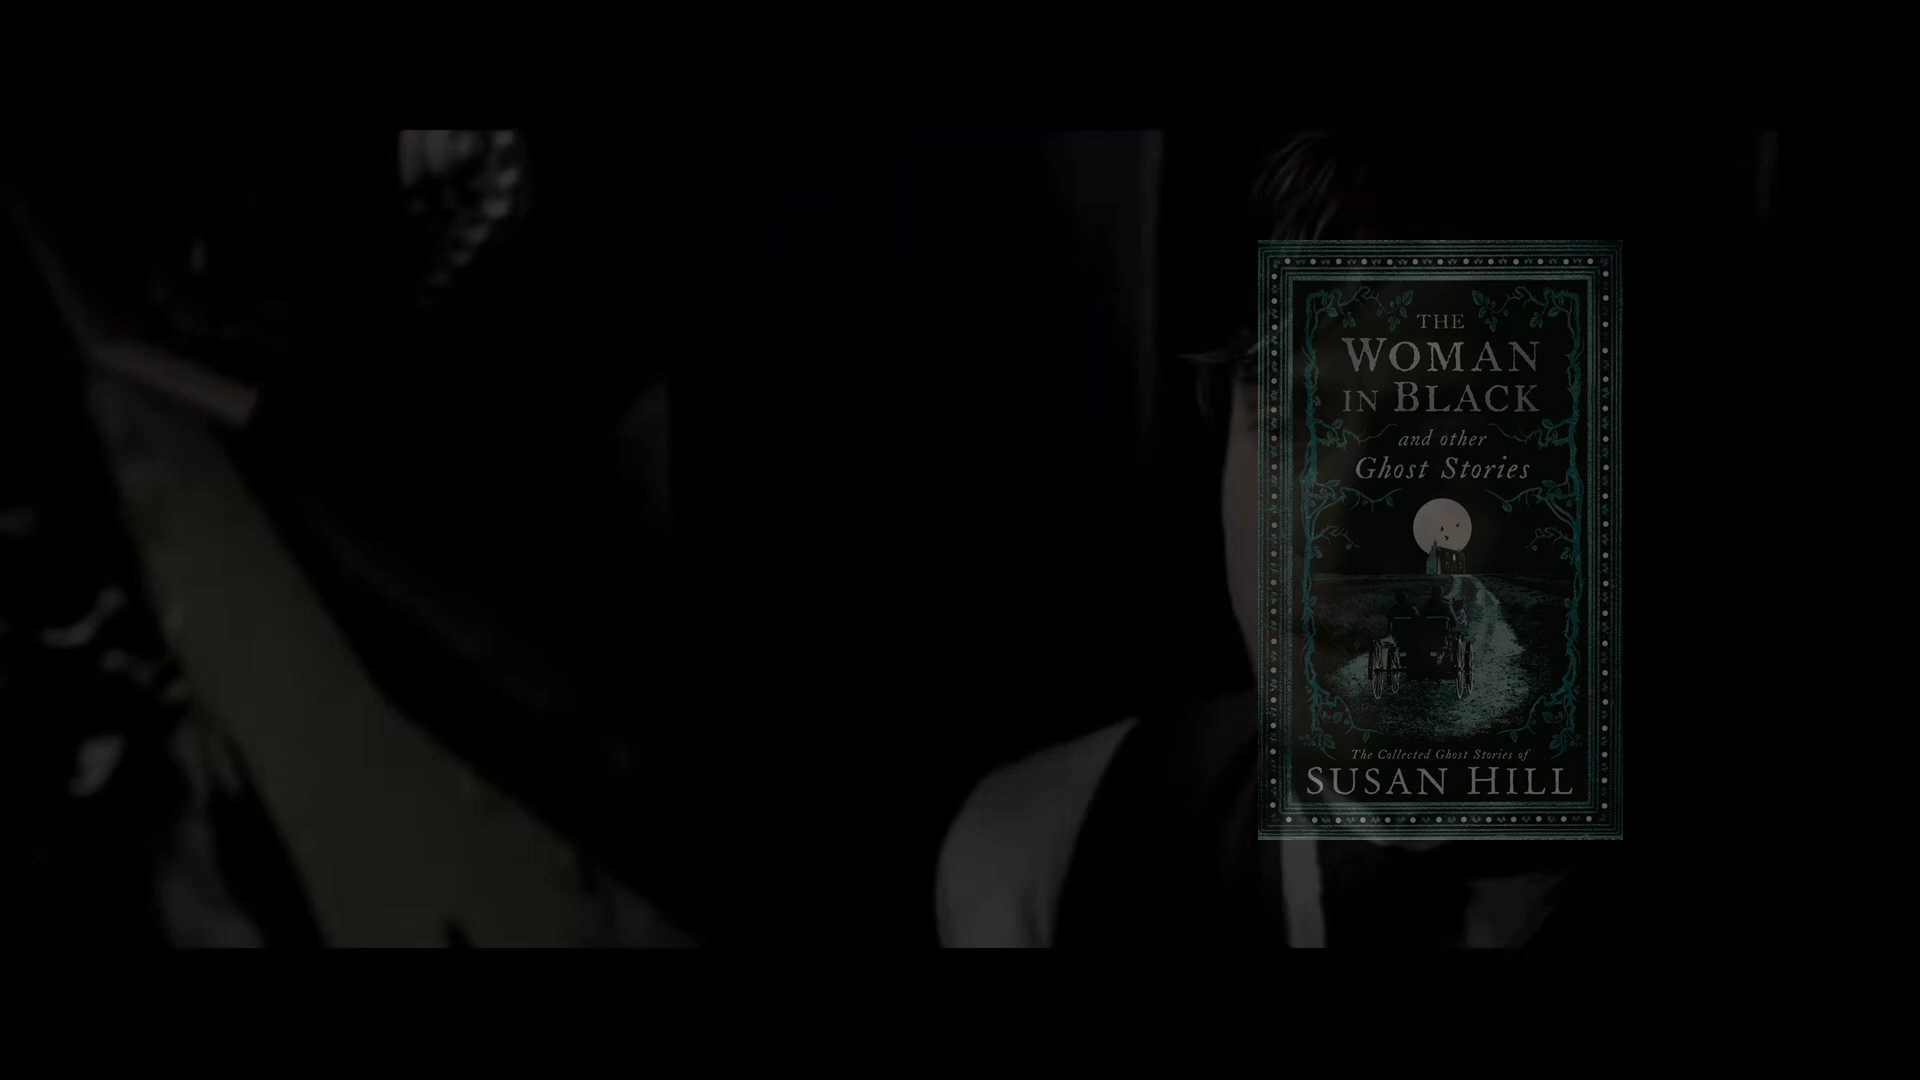 THE
WOMAN
IN BLACK
and other
Ghost Stories
The Collected Ghost Stories of
SUSAN HILL